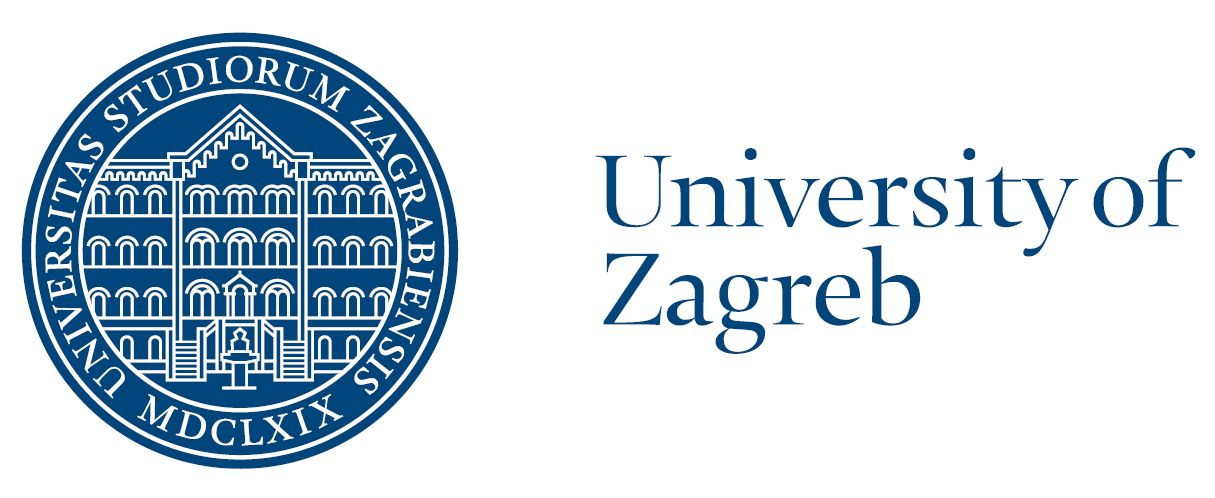 UNIVERSITAS STUDIORUM ZAGRABIENSIS
MDCLXIX
University of
Zagreb